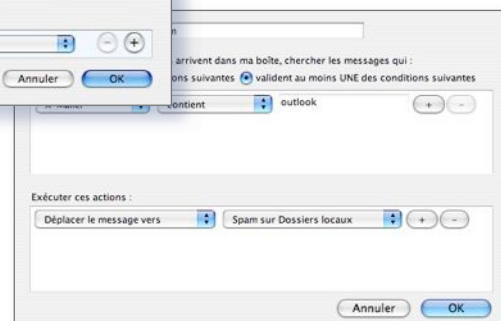 Annuler OK
arrivent dans ma boîte, chercher les messages qui :
suivantes valident au moins UNE des conditions suivantes
contient outlook
Exécuter ces actions :
Déplacer le message vers Spam sur Dossiers locaux
Annuler OK